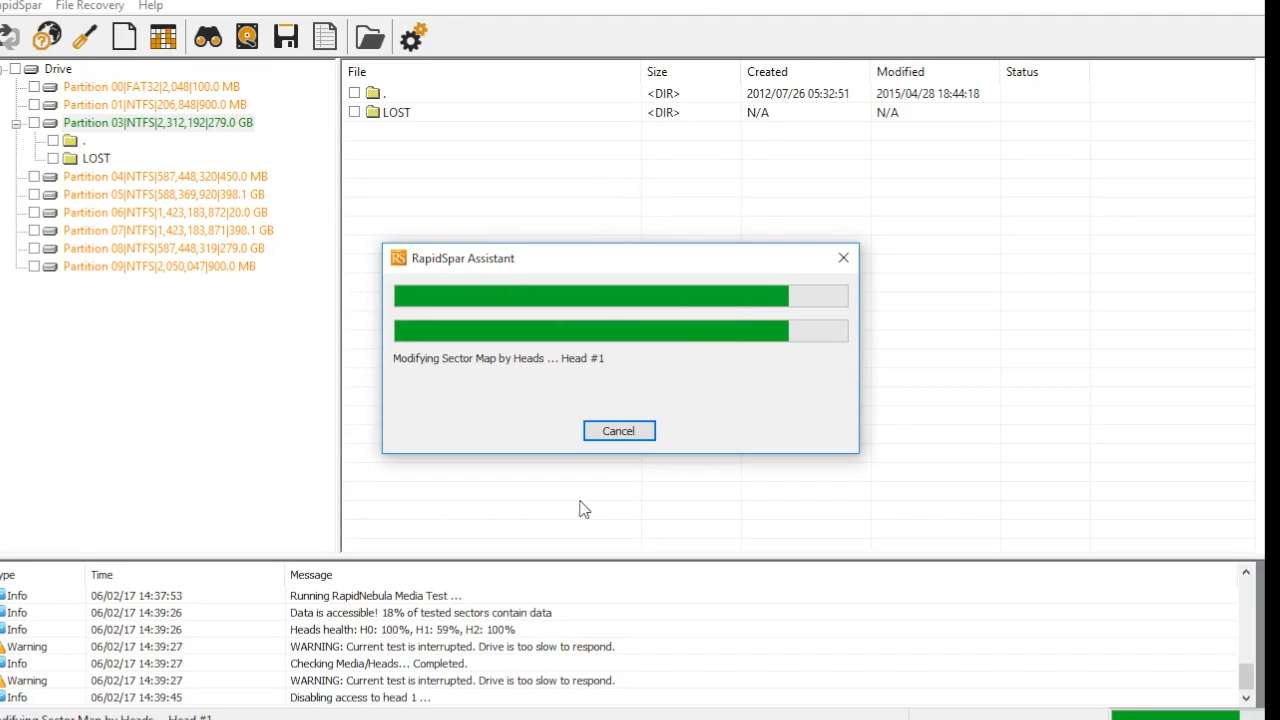 apidSpar File Recovery Help
Drive
Partition 00|FAT32|2,048|100.0 MB
Partition 01|NTFS|206,848|900.0 MB
Partition 03|NTFS|2,312,192|279.0 GB
.
LOST
Partition 04|NTFS|587,448,320|450.0 MB
Partition 05|NTFS|588,369,920|398.1 GB
Partition 06|NTFS|1,423,183,872|20.0 GB
Partition 07|NTFS|1,423,183,871|398.1 GB
Partition 08|NTFS|587,448,319|279.0 GB
Partition 09|NTFS|2,050,047|900.0 MB
File Size Created Modified Status
. <DIR> 2012/07/26 05:32:51 2015/04/28 18:44:18
LOST <DIR> N/A N/A
RS RapidSpar Assistant
Modifying Sector Map by Heads ... Head #1
Cancel
ype Time Message
Info 06/02/17 14:37:53 Running RapidNebula Media Test ...
Info 06/02/17 14:39:26 Data is accessible! 18% of tested sectors contain data
Info 06/02/17 14:39:26 Heads health: H0: 100%, H1: 59%, H2: 100%
Warning 06/02/17 14:39:27 WARNING: Current test is interrupted. Drive is too slow to respond.
Info 06/02/17 14:39:27 Checking Media/Heads... Completed.
Warning 06/02/17 14:39:27 WARNING: Current test is interrupted. Drive is too slow to respond.
Info 06/02/17 14:39:45 Disabling access to head 1 ...
difying Sector Map by Heads ... Head #1